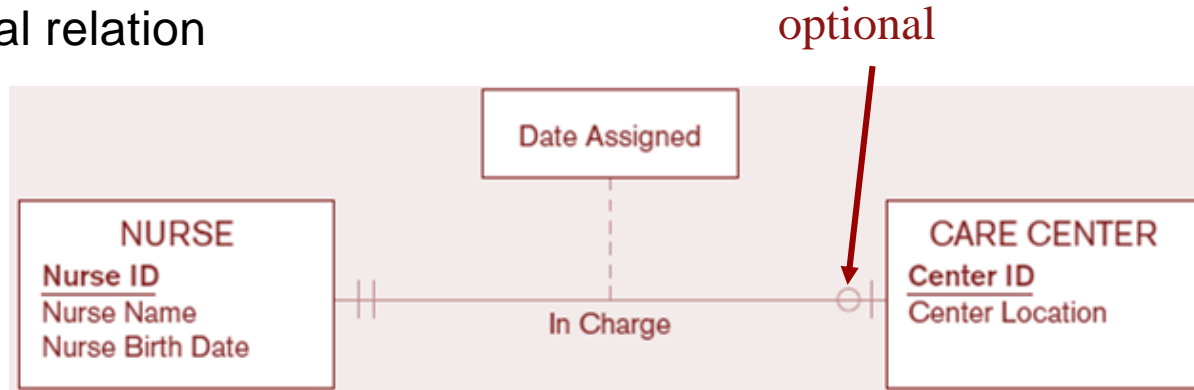 al relation
optional
Date Assigned
NURSE
Nurse ID
Nurse Name
Nurse Birth Date
In Charge
CARE CENTER
Center ID
Center Location